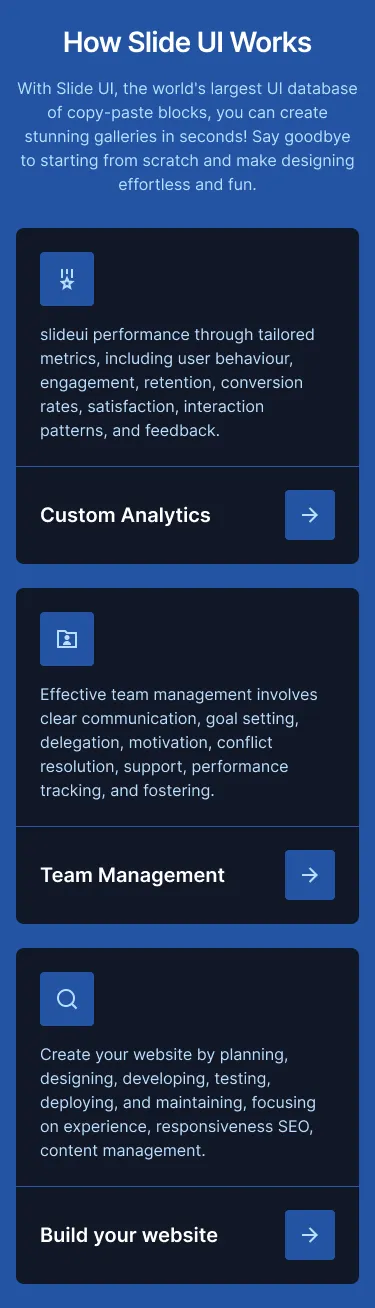 How Slide UI Works
With Slide UI, the world's largest UI database
of copy-paste blocks, you can create
stunning galleries in seconds! Say goodbye
to starting from scratch and make designing
effortless and fun.
slideui performance through tailored
metrics, including user behaviour,
engagement, retention, conversion
rates, satisfaction, interaction
patterns, and feedback.
Custom Analytics
Effective team management involves
clear communication, goal setting,
delegation, motivation, conflict
resolution, support, performance
tracking, and fostering.
Team Management
Create your website by planning,
designing, developing, testing,
deploying, and maintaining, focusing
on experience, responsiveness SEO,
content management.
Build your website